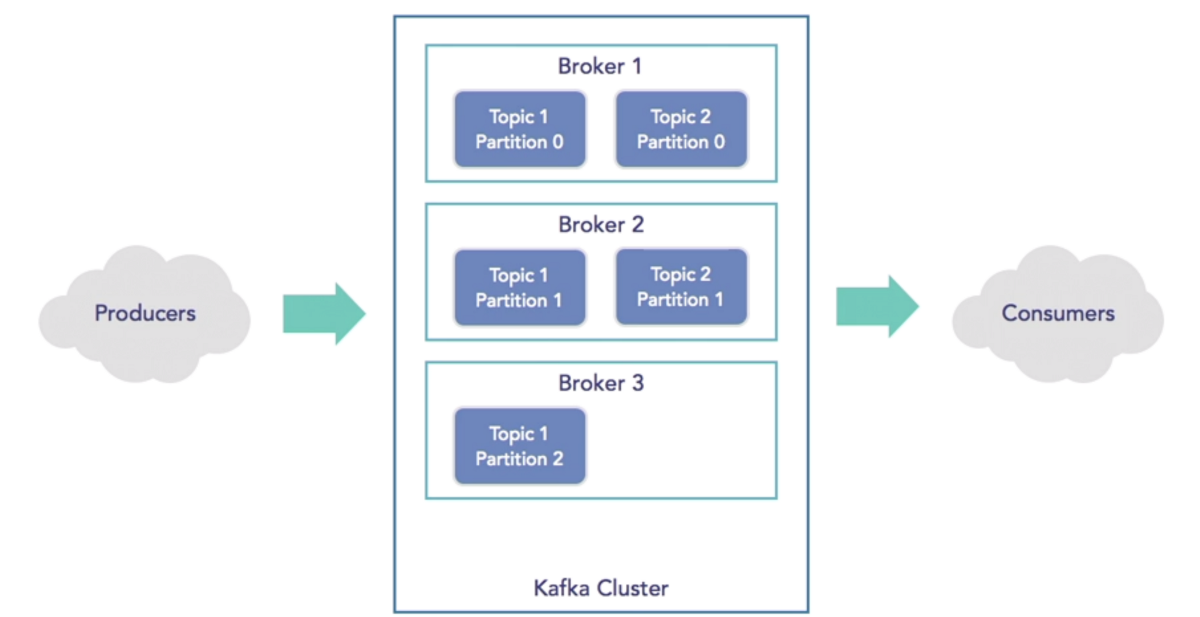 Broker 1
Topic 1
Partition 0
Topic 2
Partition 0
Broker 2
Topic 1
Partition 1
Topic 2
Partition 1
Producers
Consumers
Broker 3
Topic 1
Partition 2
Kafka Cluster